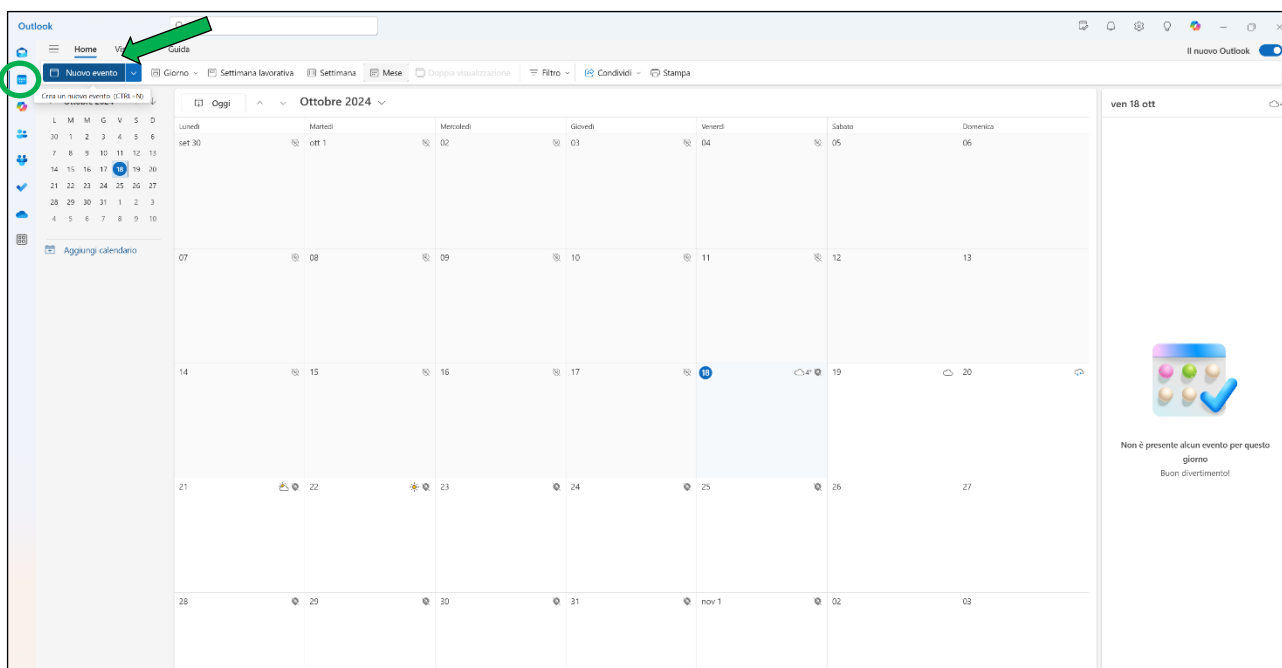 Outlook
Home Vis Guida Il nuovo Outlook
Nuovo evento Giorno Settimana lavorativa Settimana Mese Doppia visualizzazione Filtro Condividi Stampa
Crea un nuovo evento (CTRL+N)
Oggi Ottobre 2024
ven 18 ott
L M M G V S D
30 1 2 3 4 5 6
7 8 9 10 11 12 13
14 15 16 17 18 19 20
21 22 23 24 25 26 27
28 29 30 31 1 2 3
4 5 6 7 8 9 10
Aggiungi calendario
Lunedì Martedì Mercoledì Giovedì Venerdì Sabato Domenica
set 30 ott 1 02 03 04 05 06
07 08 09 10 11 12 13
14 15 16 17 18 4° 19 20
21 22 23 24 25 26 27
28 29 30 31 nov 1 02 03
Non è presente alcun evento per questo
giorno
Buon divertimento!